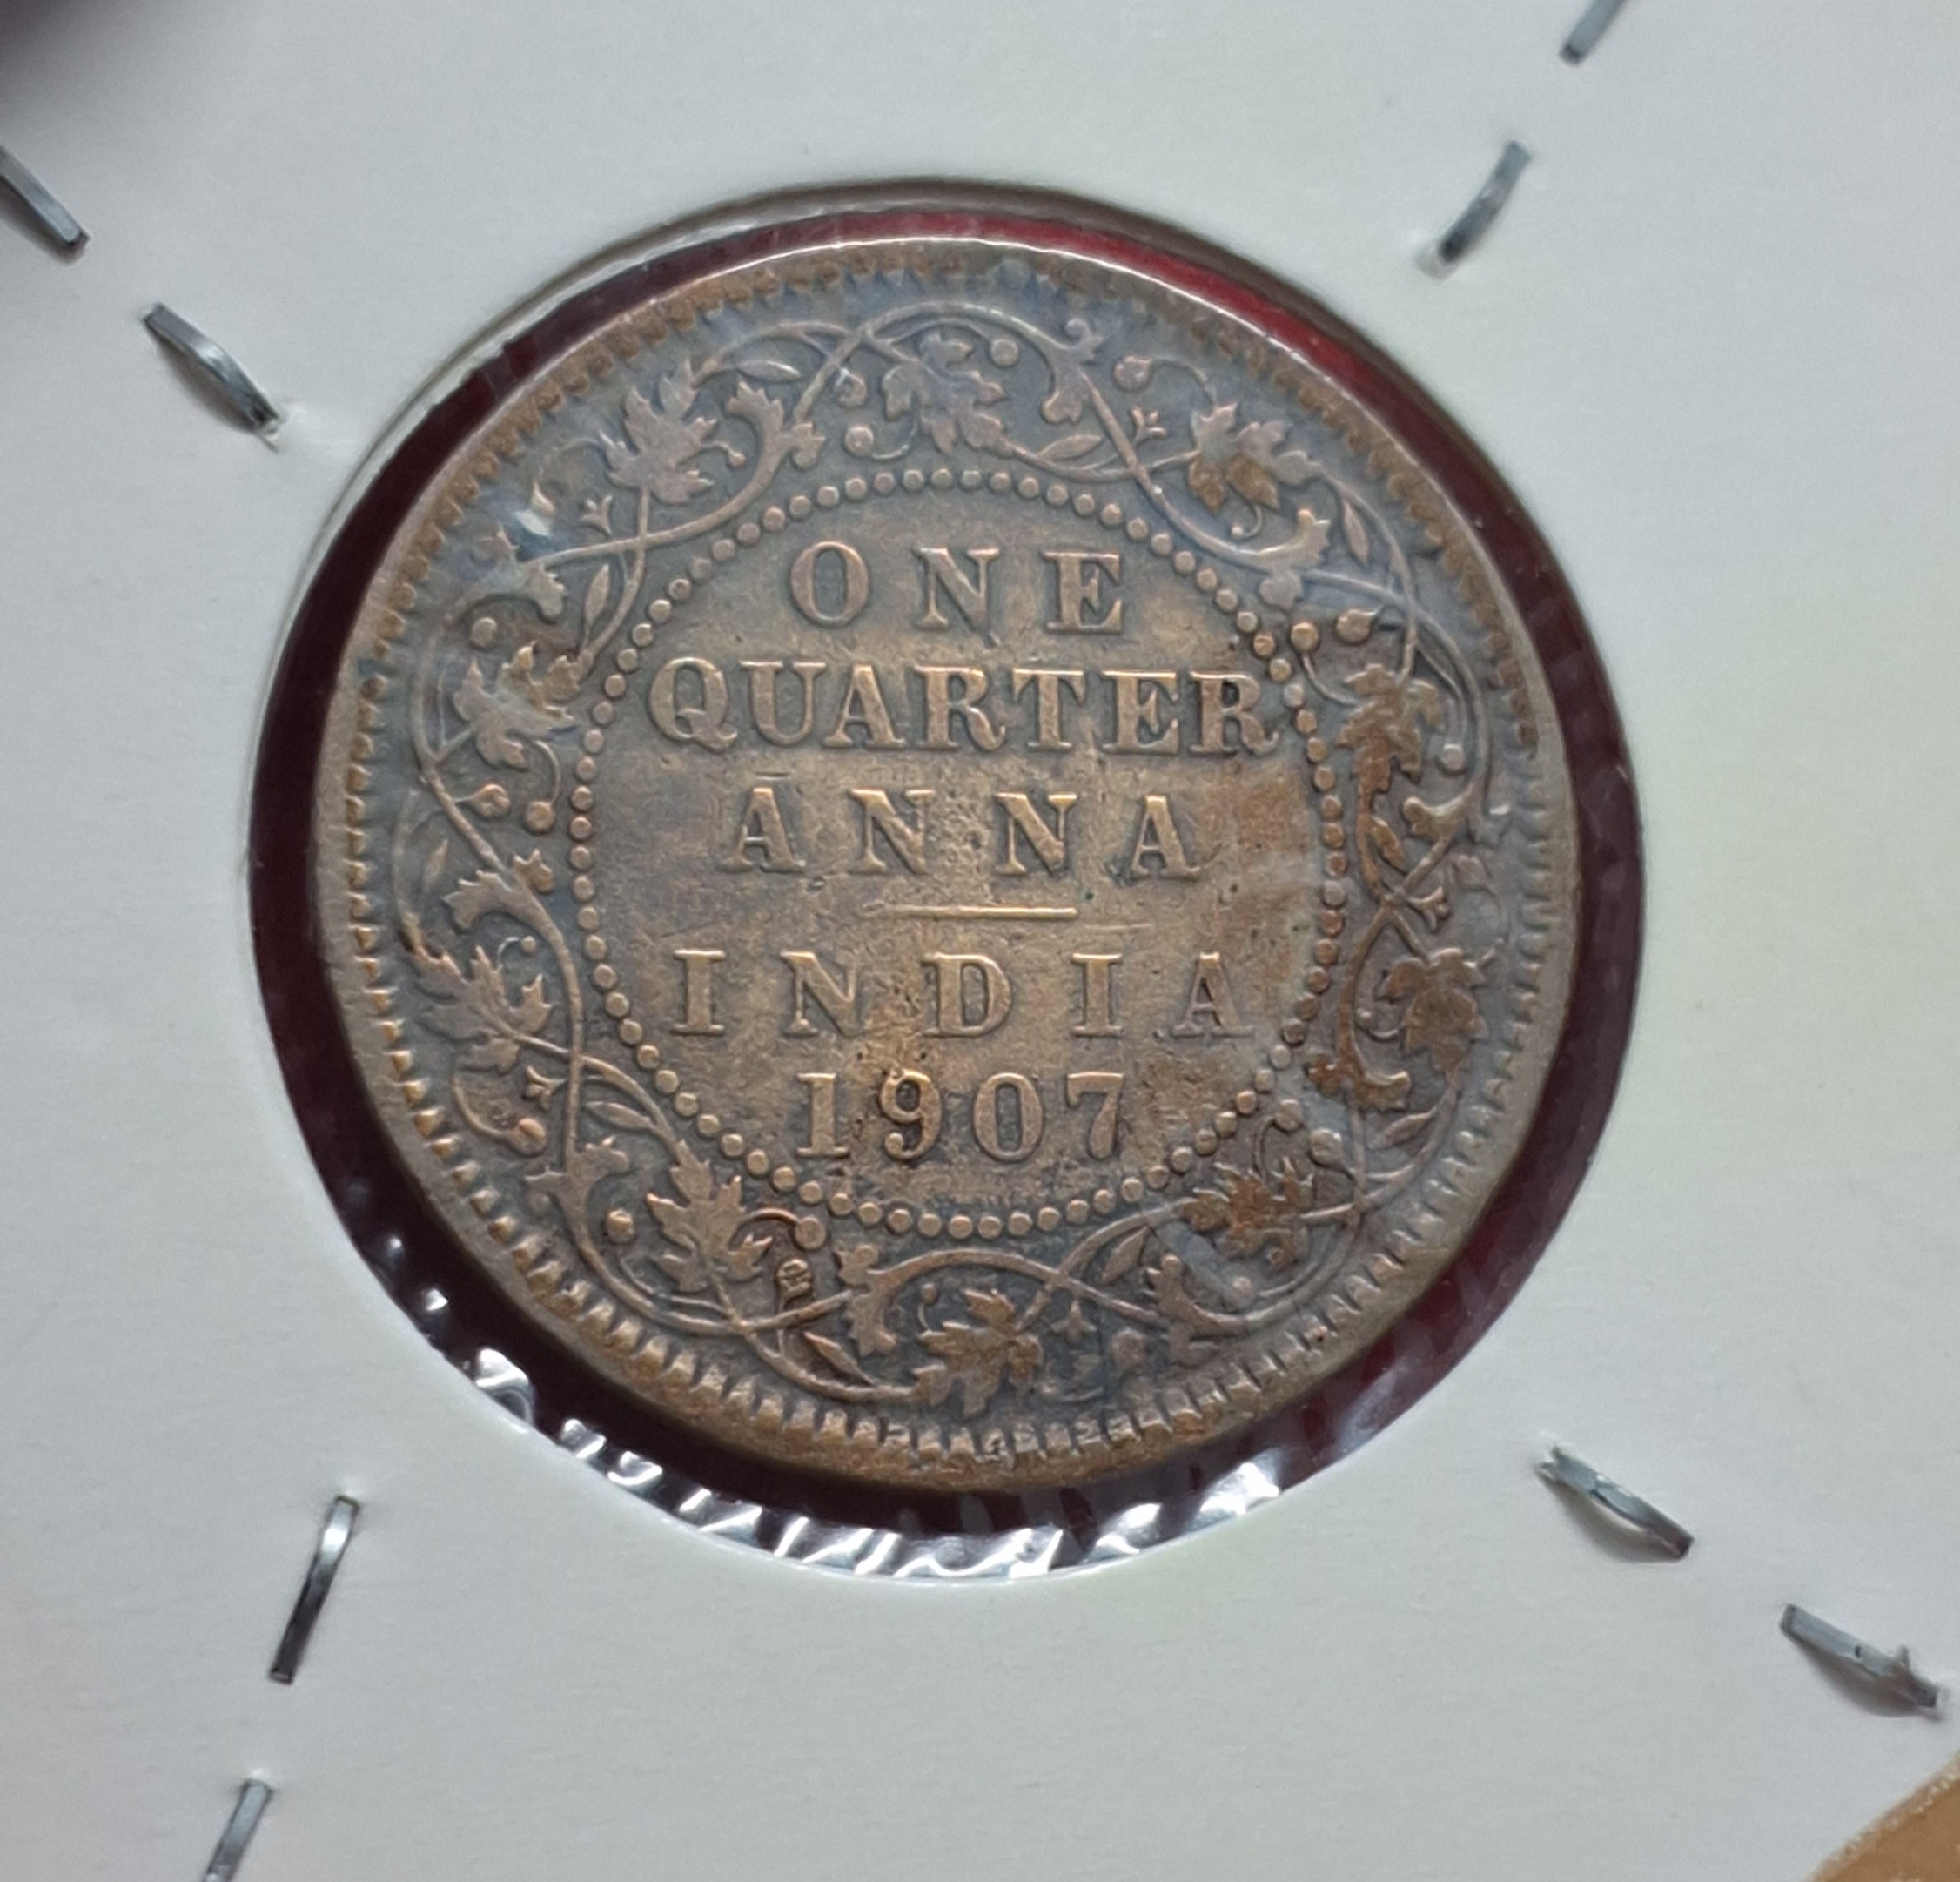 ONE
QUARTER
ANNA
INDIA
1907